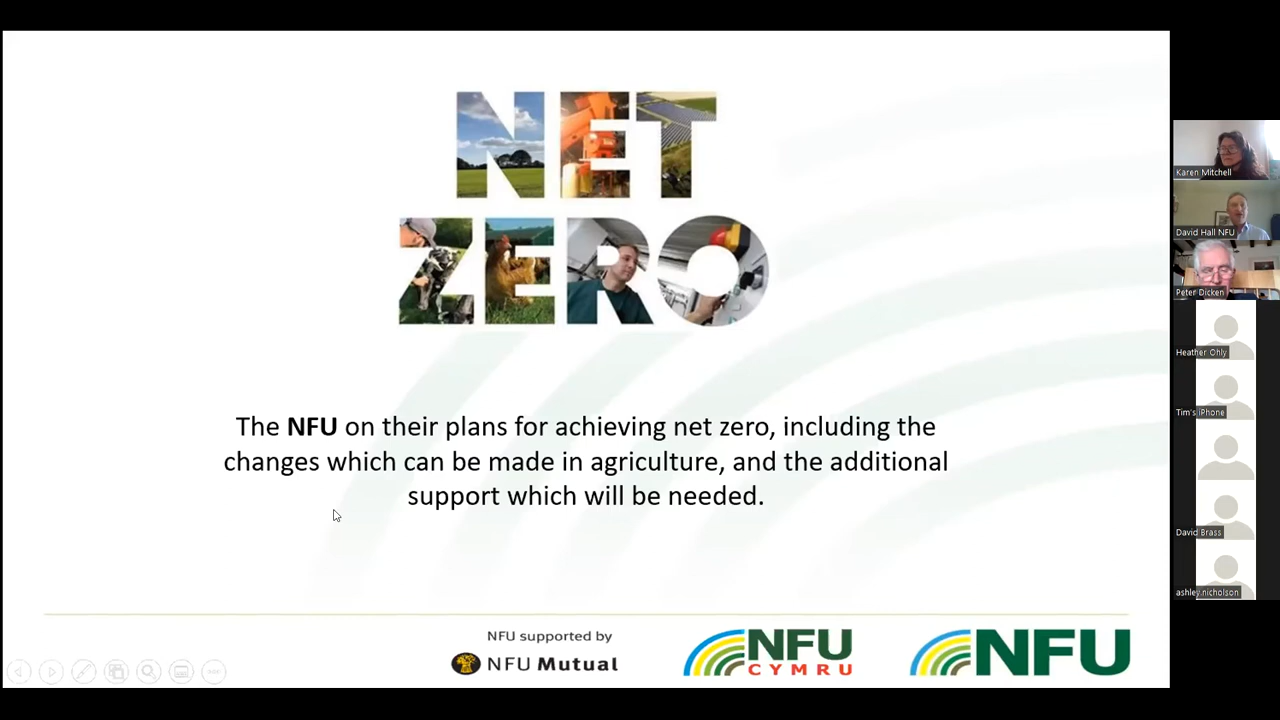 NET
ZERO
The NFU on their plans for achieving net zero, including the
changes which can be made in agriculture, and the additional
support which will be needed.
NFU supported by
NFU Mutual
NFU
CYMRU
NFU
Karen Mitchell
David Hall NFU
Peter Dicken
Heather Ohly
Tim's iPhone
David Brass
ashley.nicholson